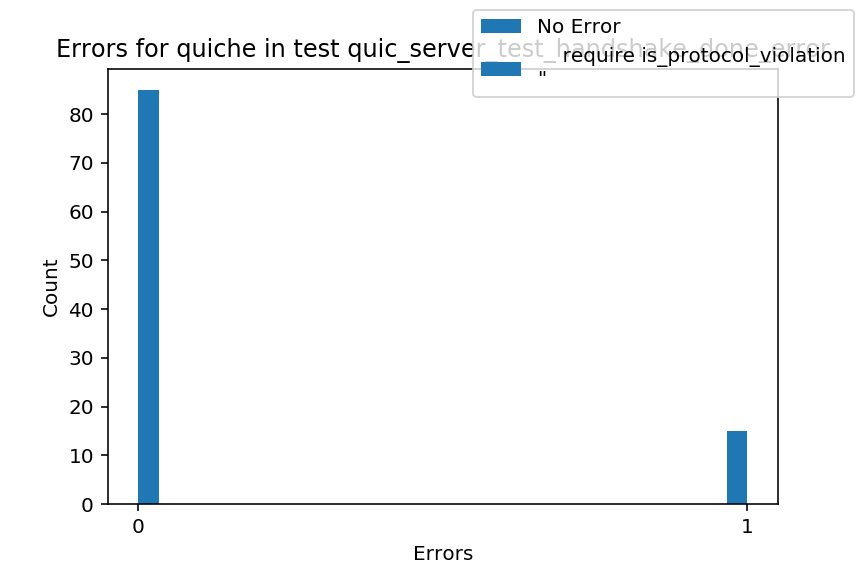 Errors for quiche in test quic_server_test_handshake_done_error
No Error
    require is_protocol_violation
"
80
70
60
50
40
30
20
10
0
Count
0 1
Errors